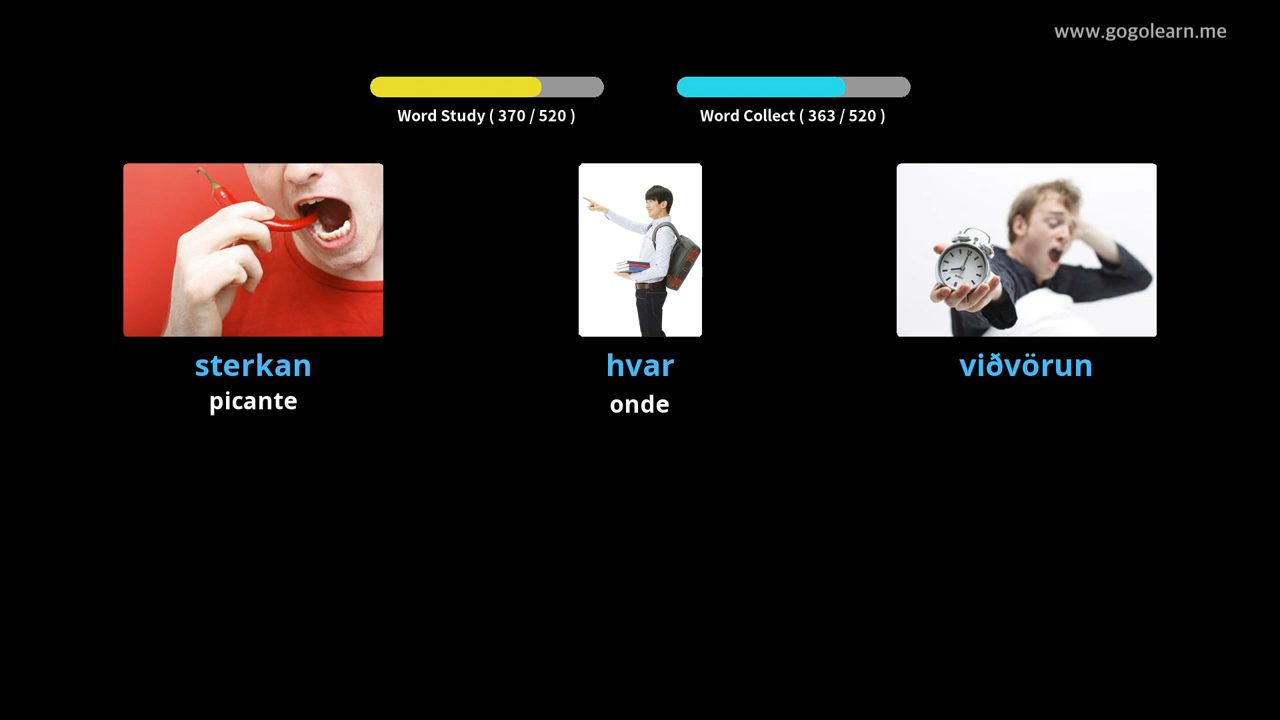 www.gogolearn.me
Word Study ( 370 / 520 )
Word Collect ( 363 / 520 )
sterkan
picante
hvar
onde
viðvörun